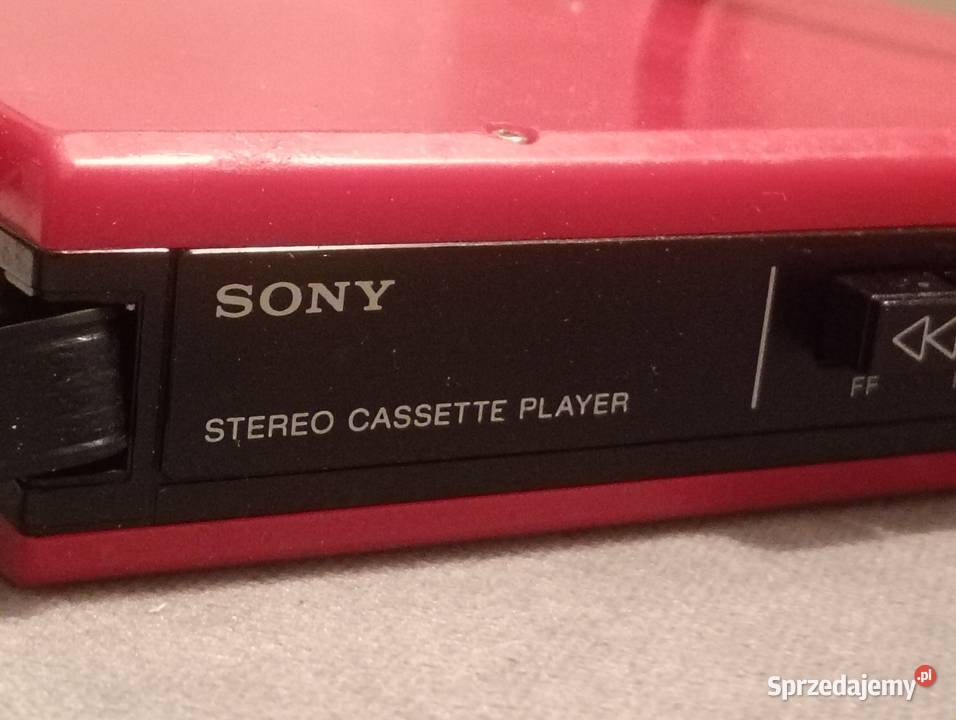 SONY
STEREO CASSETTE PLAYER
FF
Sprzedajemy.pl